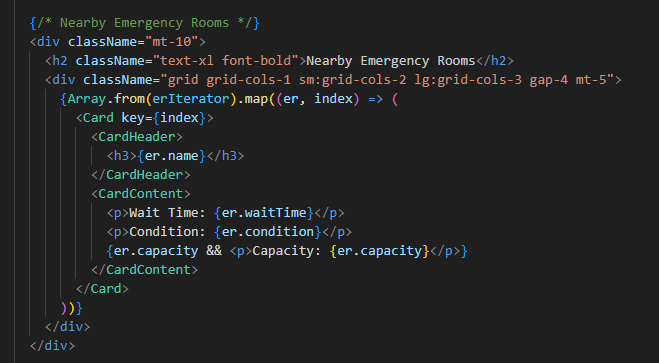 {/* Nearby Emergency Rooms */}
<div className="mt-10">
  <h2 className="text-xl font-bold">Nearby Emergency Rooms</h2>
  <div className="grid grid-cols-1 sm:grid-cols-2 lg:grid-cols-3 gap-4 mt-5">
    {Array.from(erIterator).map((er, index) => (
      <Card key={index}>
        <CardHeader>
          <h3>{er.name}</h3>
        </CardHeader>
        <CardContent>
          <p>Wait Time: {er.waitTime}</p>
          <p>Condition: {er.condition}</p>
          {er.capacity && <p>Capacity: {er.capacity}</p>}
        </CardContent>
      </Card>
    ))}
  </div>
</div>